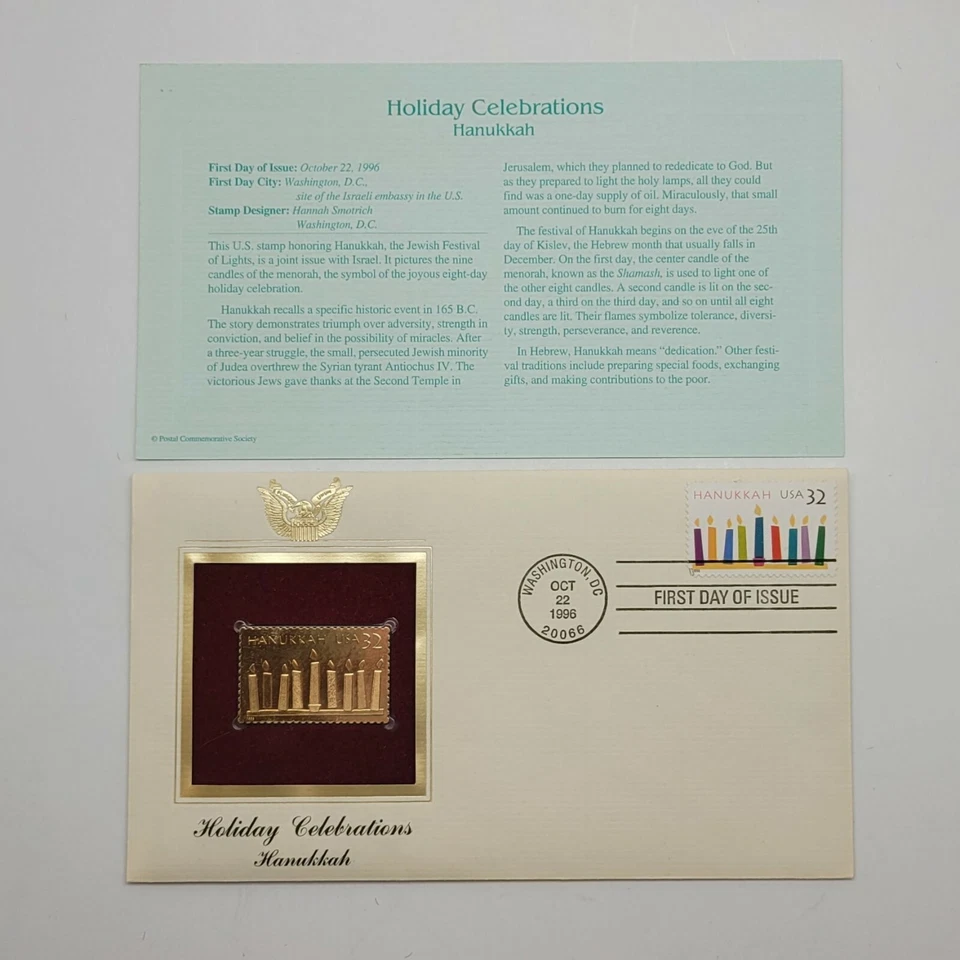 Holiday Celebrations
Hanukkah
First Day of Issue: October 22, 1996
First Day City: Washington, D.C.,
site of the Israeli embassy in the U.S.
Stamp Designer: Hannah Smotrich
Washington, D.C.
This U.S. stamp honoring Hanukkah, the Jewish Festival
of Lights, is a joint issue with Israel. It pictures the nine
candles of the menorah, the symbol of the joyous eight-day
holiday celebration.
Hanukkah recalls a specific historic event in 165 B.C.
The story demonstrates triumph over adversity, strength in
conviction, and belief in the possibility of miracles. After
a three-year struggle, the small, persecuted Jewish minority
of Judea overthrew the Syrian tyrant Antiochus IV. The
victorious Jews gave thanks at the Second Temple in
Jerusalem, which they planned to rededicate to God. But
as they prepared to light the holy lamps, all they could
find was a one-day supply of oil. Miraculously, that small
amount continued to burn for eight days.
The festival of Hanukkah begins on the eve of the 25th
day of Kislev, the Hebrew month that usually falls in
December. On the first day, the center candle of the
menorah, known as the Shamash, is used to light one of
the other eight candles. A second candle is lit on the sec-
ond day, a third on the third day, and so on until all eight
candles are lit. Their flames symbolize tolerance, diversi-
ty, strength, perseverance, and reverence.
In Hebrew, Hanukkah means “dedication.” Other festi-
val traditions include preparing special foods, exchanging
gifts, and making contributions to the poor.
© Postal Commemorative Society
HANUKKAH USA 32
WASHINGTON, DC
OCT
22
1996
20066
FIRST DAY OF ISSUE
HANUKKAH USA 32
Holiday Celebrations
Hanukkah